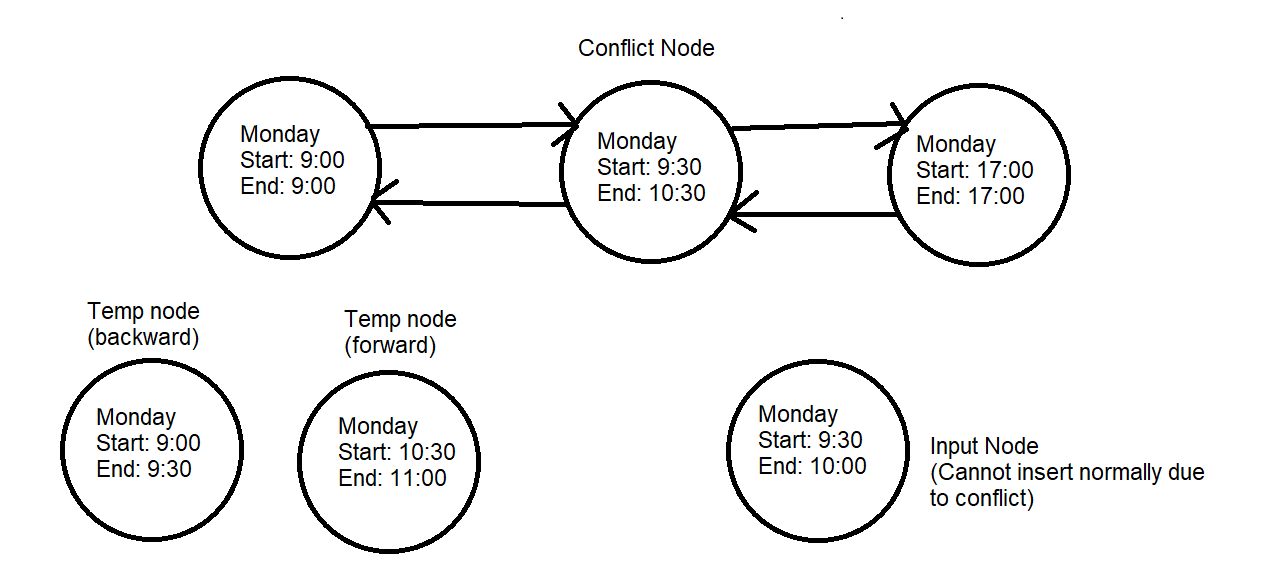 Conflict Node
Monday
Start: 9:00
End: 9:00
Monday
Start: 9:30
End: 10:30
Monday
Start: 17:00
End: 17:00
Temp node
(backward)
Monday
Start: 9:00
End: 9:30
Temp node
(forward)
Monday
Start: 10:30
End: 11:00
Monday
Start: 9:30
End: 10:00
Input Node
(Cannot insert normally due
to conflict)